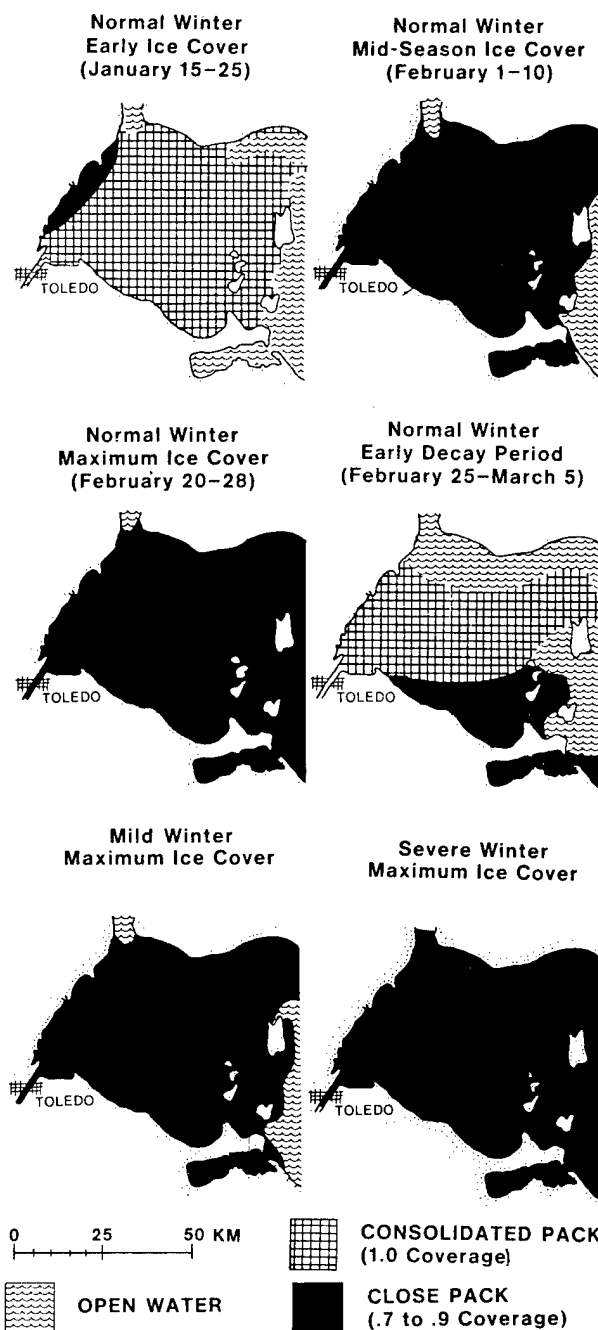 Normal Winter
Early Ice Cover
(January 15–25)
Normal Winter
Mid-Season Ice Cover
(February 1–10)
TOLEDO
TOLEDO
Normal Winter
Maximum Ice Cover
(February 20–28)
Normal Winter
Early Decay Period
(February 25–March 5)
TOLEDO
TOLEDO
Mild Winter
Maximum Ice Cover
Severe Winter
Maximum Ice Cover
TOLEDO
TOLEDO
0 25 50 KM
CONSOLIDATED PACK
(1.0 Coverage)
OPEN WATER
CLOSE PACK
(.7 to .9 Coverage)